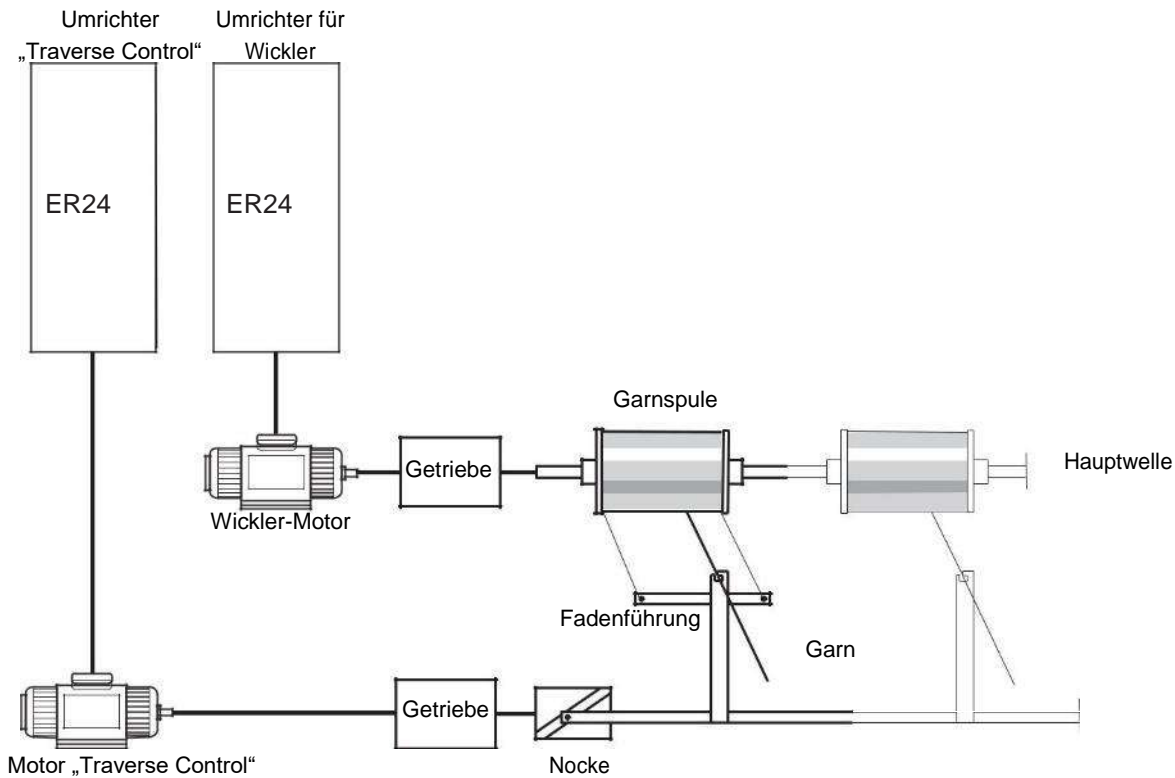 Umrichter
„Traverse Control“
Umrichter für
Wickler
ER24
ER24
Garnspule
Getriebe
Hauptwelle
Wickler-Motor
Fadenführung
Garn
Getriebe
Motor „Traverse Control“
Nocke